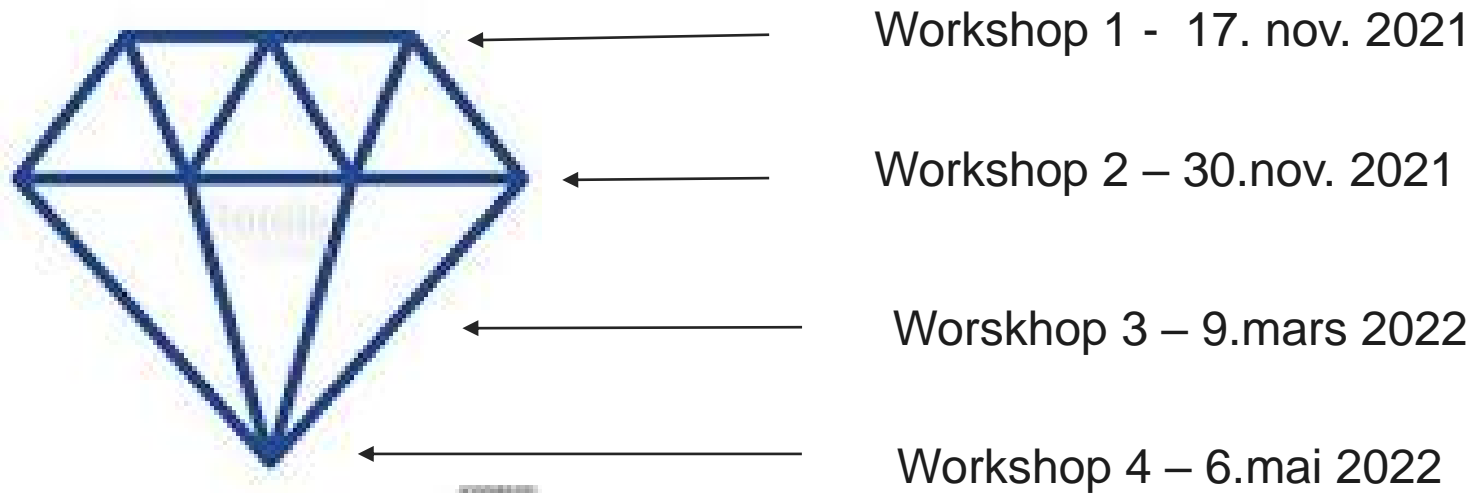 Workshop 1 - 17. nov. 2021
Workshop 2 – 30.nov. 2021
Worskhop 3 – 9.mars 2022
Workshop 4 – 6.mai 2022